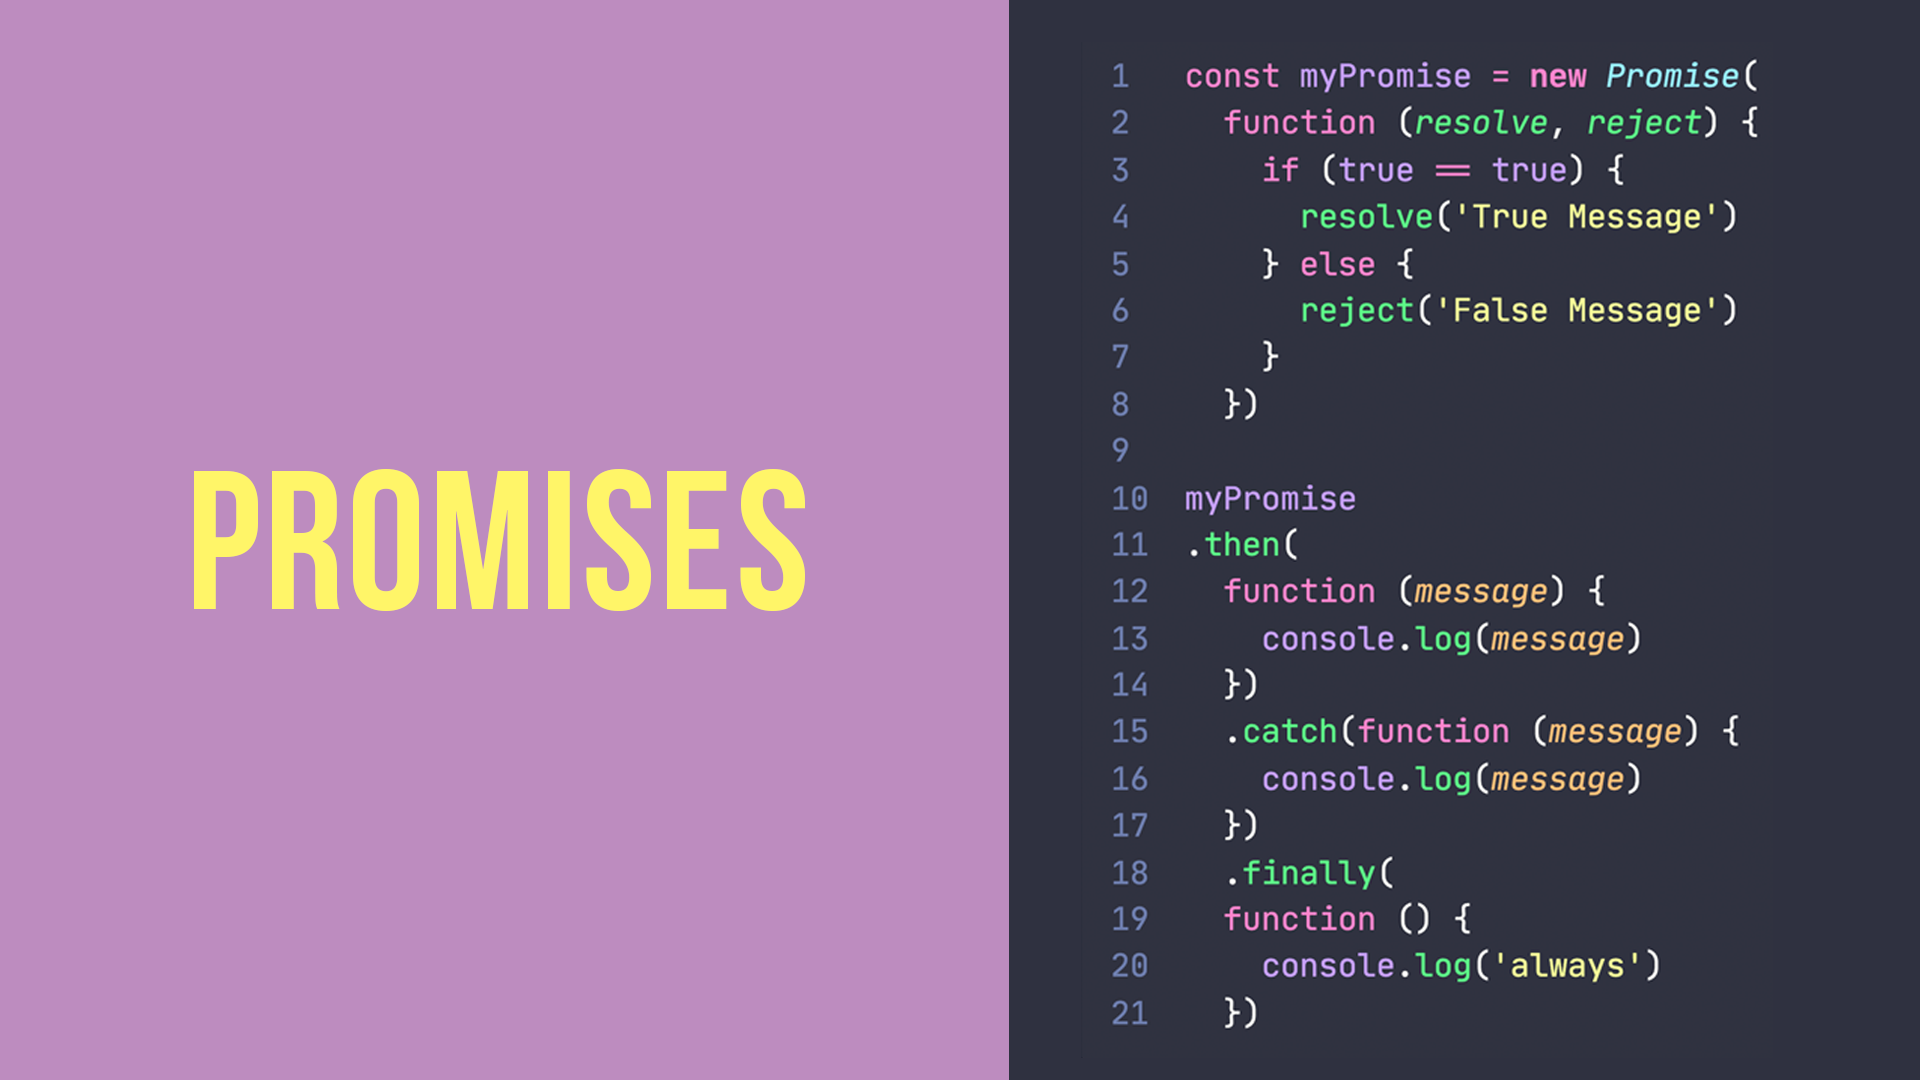 PROMISES
1 const myPromise = new Promise(
2   function (resolve, reject) {
3     if (true == true) {
4       resolve('True Message')
5     } else {
6       reject('False Message')
7     }
8   })
9
10 myPromise
11 .then(
12   function (message) {
13     console.log(message)
14   })
15   .catch(function (message) {
16     console.log(message)
17   })
18   .finally(
19   function () {
20     console.log('always')
21   })